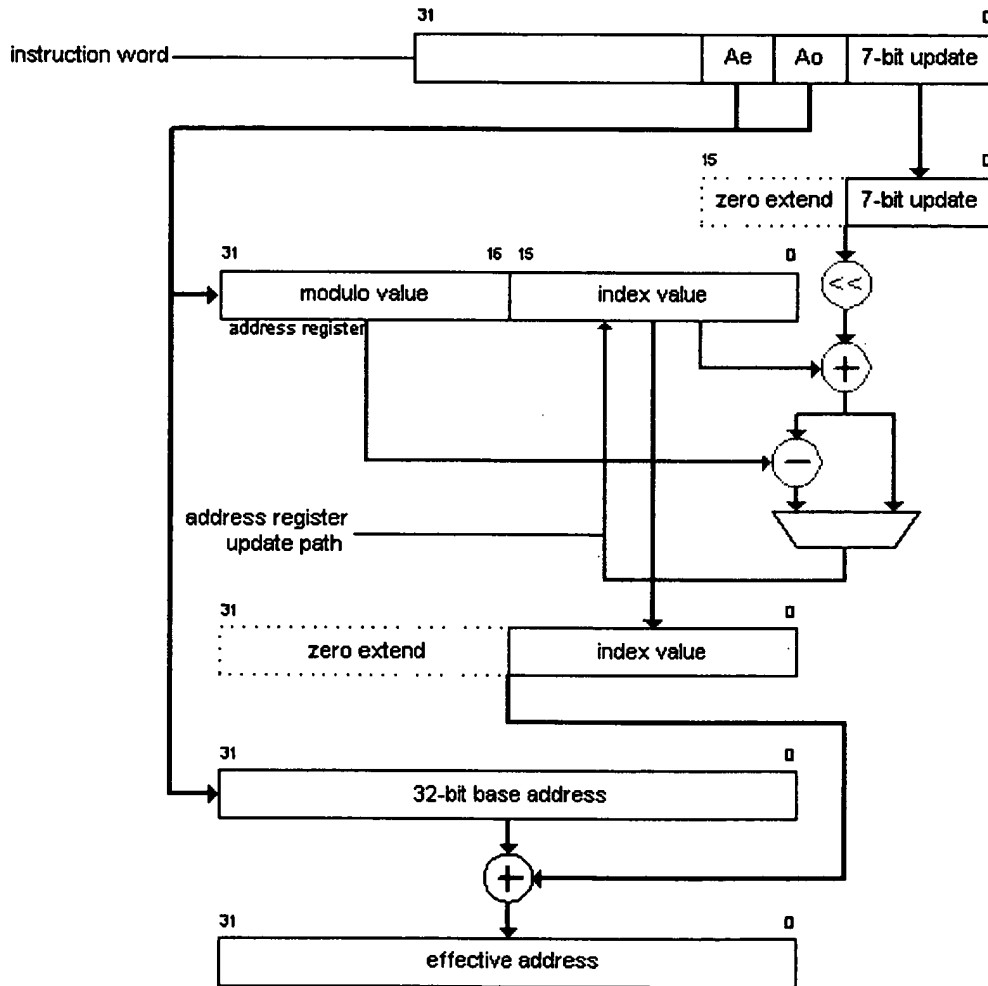 31 0
instruction word Ae Ao 7-bit update
15 0
zero extend 7-bit update
31 16 15 0
modulo value index value <<
address register
+
−
address register
update path
31 0
zero extend index value
31 0
32-bit base address
+
31 0
effective address